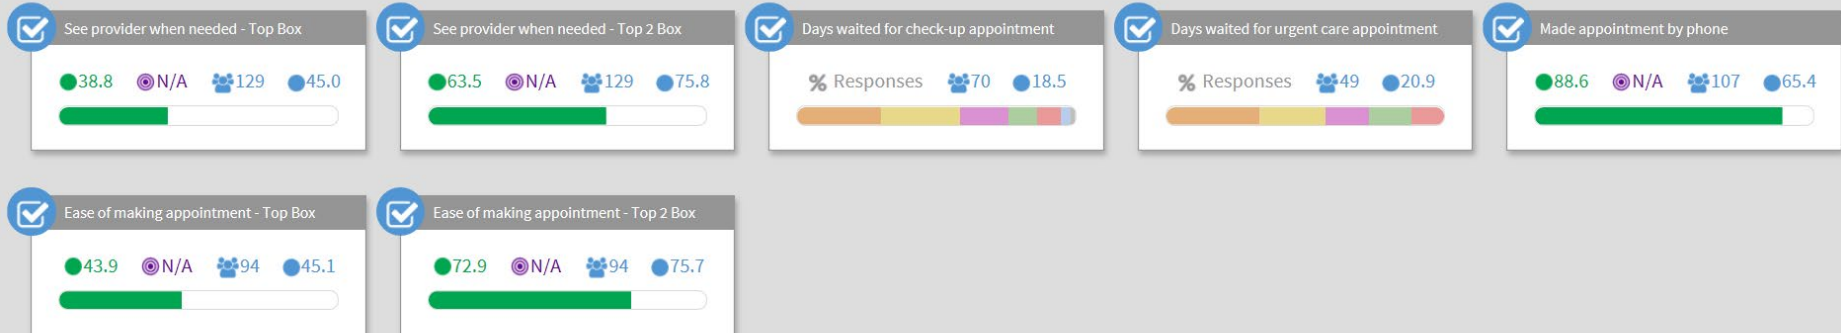 See provider when needed - Top Box
38.8 N/A 129 45.0
See provider when needed - Top 2 Box
63.5 N/A 129 75.8
Days waited for check-up appointment
% Responses 70 18.5
Days waited for urgent care appointment
% Responses 49 20.9
Made appointment by phone
88.6 N/A 107 65.4
Ease of making appointment - Top Box
43.9 N/A 94 45.1
Ease of making appointment - Top 2 Box
72.9 N/A 94 75.7